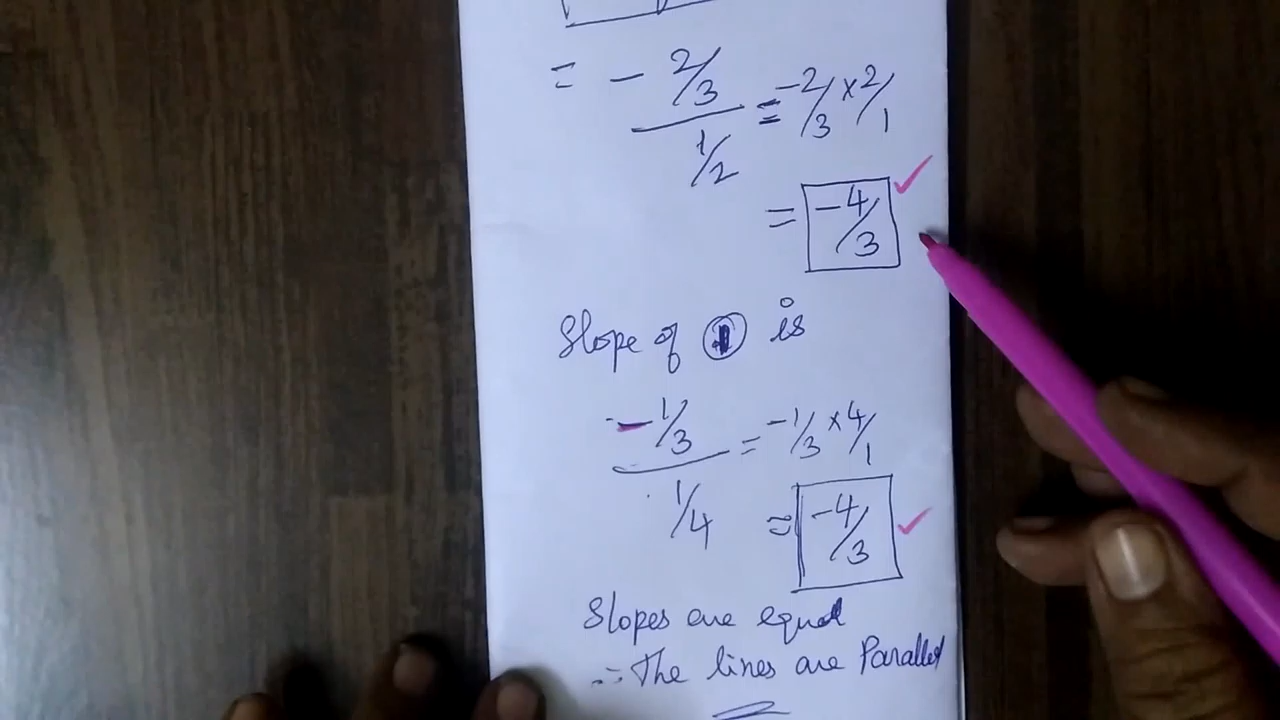 = - 2/3 / 1/2 = -2/3 × 2/1
= -4/3
Slope of 1 is
-1/3 / 1/4 = -1/3 × 4/1
= -4/3
Slopes are equal
∴ The lines are Parallel